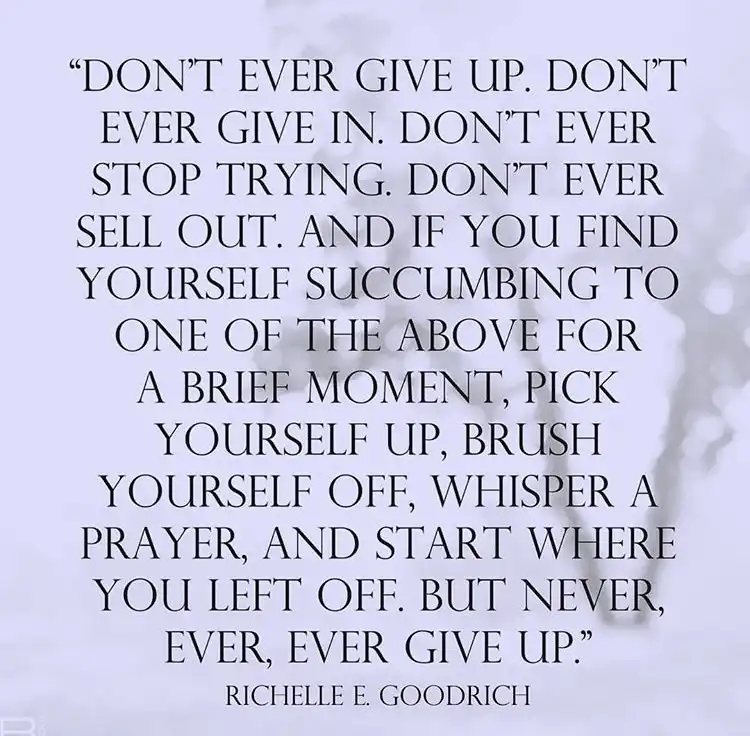 “DON’T EVER GIVE UP. DON’T
EVER GIVE IN. DON’T EVER
STOP TRYING. DON’T EVER
SELL OUT. AND IF YOU FIND
YOURSELF SUCCUMBING TO
ONE OF THE ABOVE FOR
A BRIEF MOMENT, PICK
YOURSELF UP, BRUSH
YOURSELF OFF, WHISPER A
PRAYER, AND START WHERE
YOU LEFT OFF. BUT NEVER,
EVER, EVER GIVE UP.”
RICHELLE E. GOODRICH